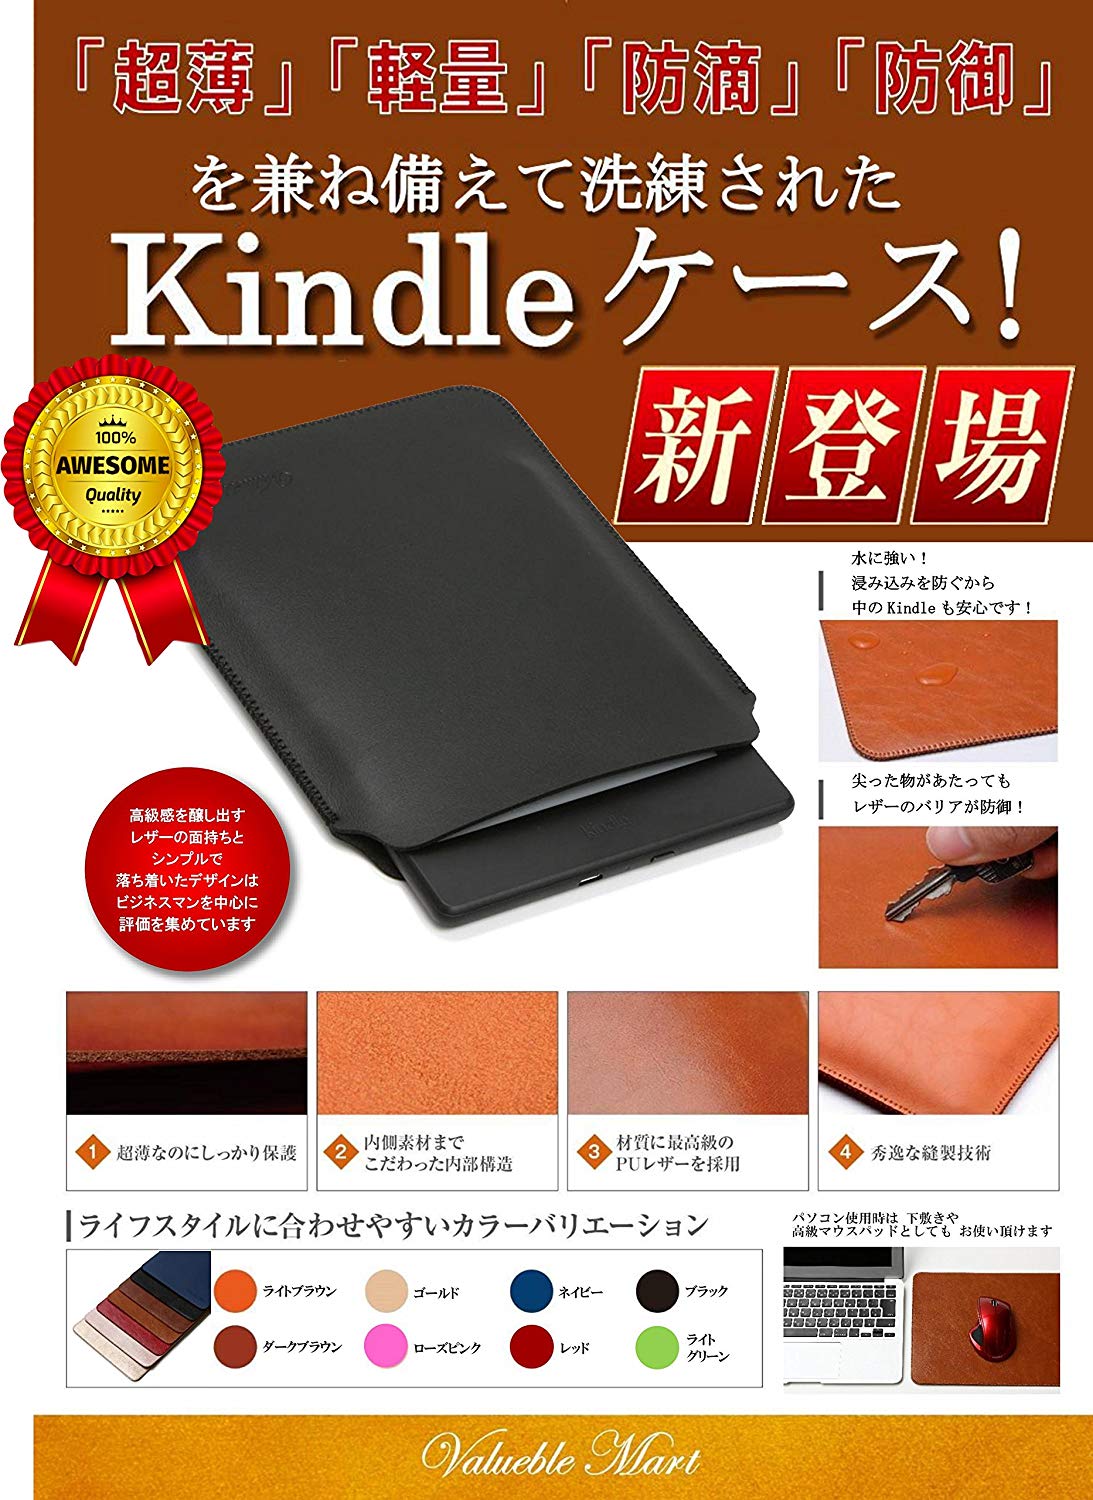 「超薄」「軽量」「防滴」「防御」
を兼ね備えて洗練された
Kindleケース!
新登場
100%
AWESOME
Quality
水に強い！
浸み込みを防ぐから
中のKindleも安心です！
尖った物があたっても
レザーのバリアが防御！
高級感を醸し出す
レザーの面持ちと
シンプルで
落ち着いたデザインは
ビジネスマンを中心に
評価を集めています
1 超薄なのにしっかり保護
2 内側素材まで
こだわった内部構造
3 材質に最高級の
PUレザーを採用
4 秀逸な縫製技術
ライフスタイルに合わせやすいカラーバリエーション
ライトブラウン
ゴールド
ネイビー
ブラック
ダークブラウン
ローズピンク
レッド
ライト
グリーン
パソコン使用時は 下敷きや
高級マウスパッドとしても お使い頂けます
Valueble Mart